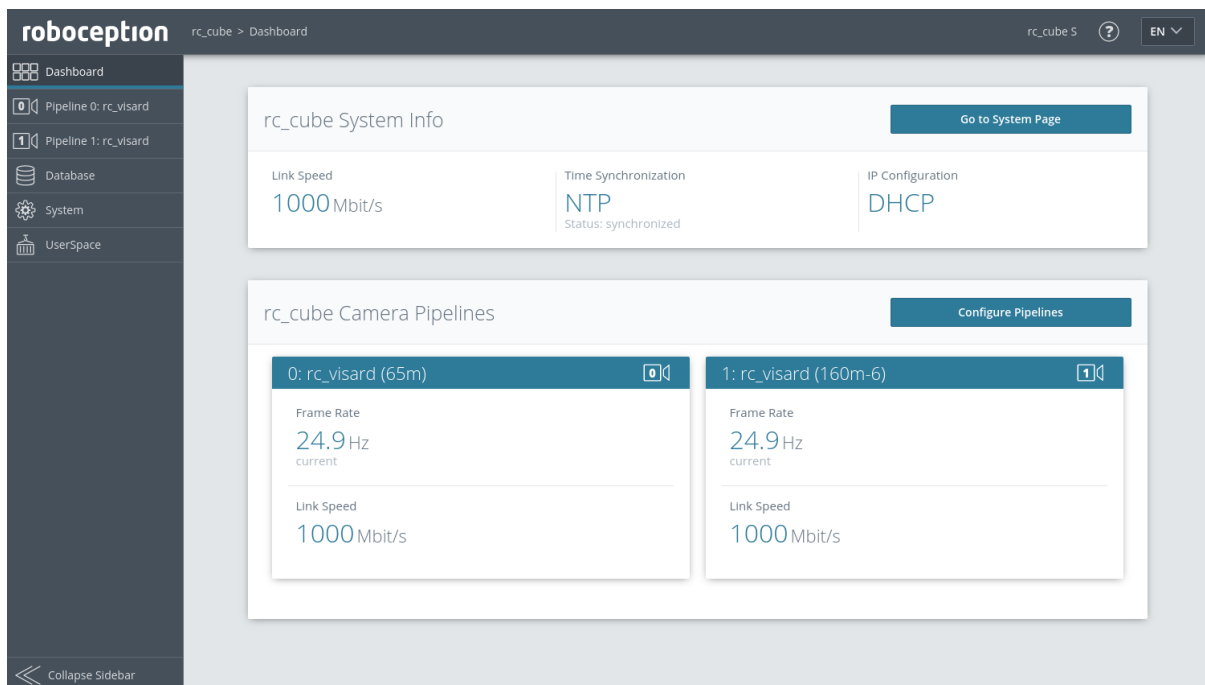 roboception
rc_cube > Dashboard
rc_cube S
?
EN
Dashboard
0 Pipeline 0: rc_visard
1 Pipeline 1: rc_visard
Database
System
UserSpace
Collapse Sidebar
rc_cube System Info
Go to System Page
Link Speed
1000 Mbit/s
Time Synchronization
NTP
Status: synchronized
IP Configuration
DHCP
rc_cube Camera Pipelines
Configure Pipelines
0: rc_visard (65m) 0
Frame Rate
24.9 Hz
current
Link Speed
1000 Mbit/s
1: rc_visard (160m-6) 1
Frame Rate
24.9 Hz
current
Link Speed
1000 Mbit/s